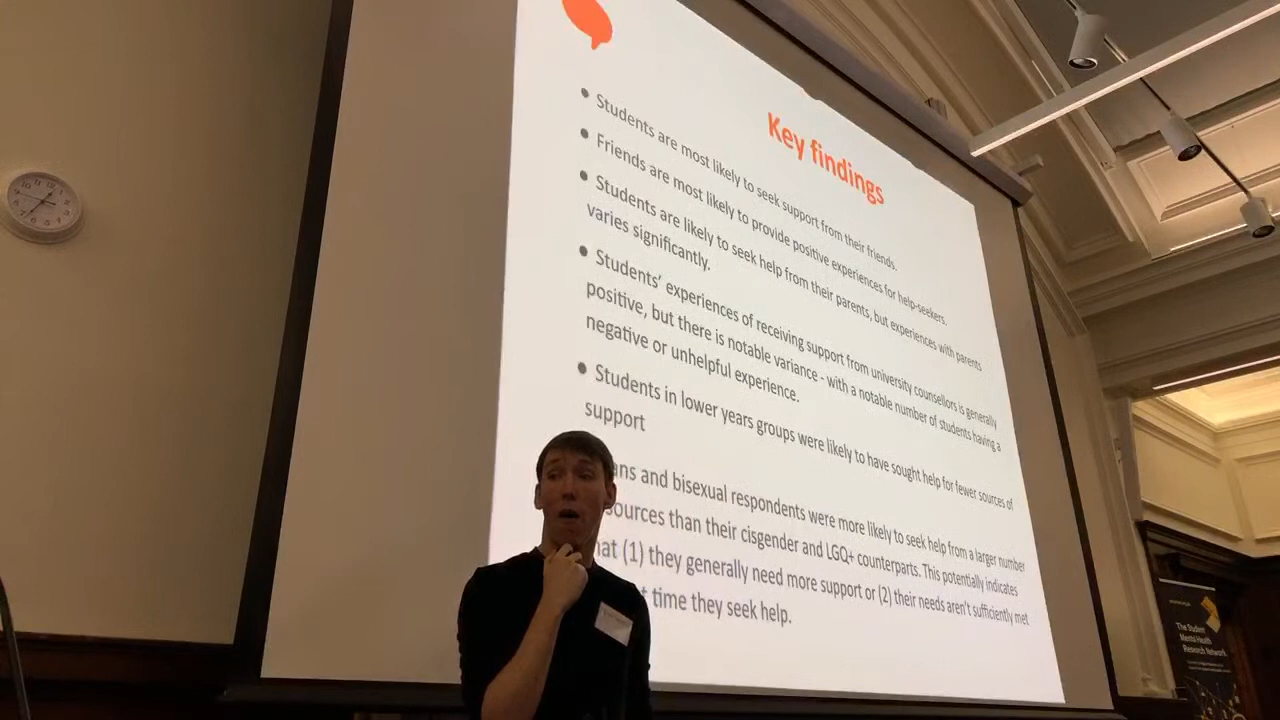 Key findings
• Students are most likely to seek support from their friends.
• Friends are most likely to provide positive experiences for help-seekers.
• Students are likely to seek help from their parents, but experiences with parents
varies significantly.
• Students’ experiences of receiving support from university counsellors is generally
positive, but there is notable variance - with a notable number of students having a
negative or unhelpful experience.
• Students in lower years groups were likely to have sought help for fewer sources of
support
ans and bisexual respondents were more likely to seek help from a larger number
sources than their cisgender and LGQ+ counterparts. This potentially indicates
hat (1) they generally need more support or (2) their needs aren't sufficiently met
t time they seek help.
The Student
Mental Health
Research Network